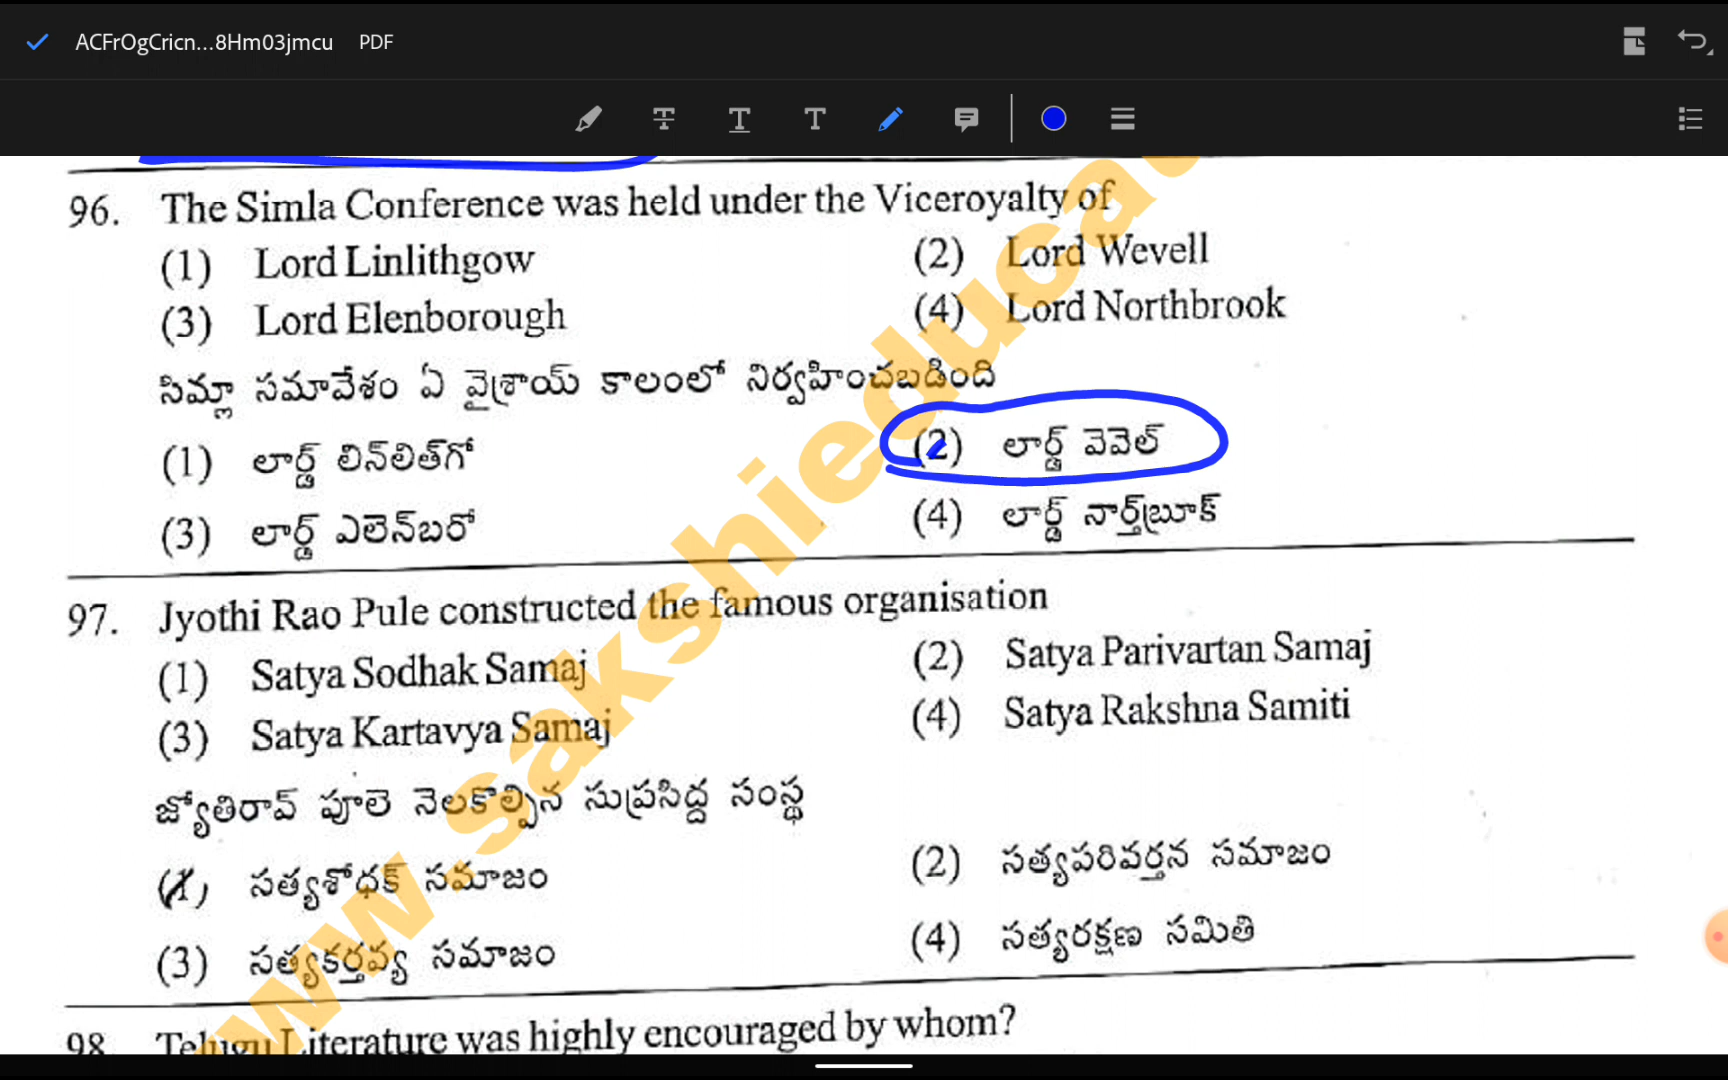 ACFrOgCricn...8Hm03jmcu PDF
96. The Simla Conference was held under the Viceroyalty of
(1) Lord Linlithgow (2) Lord Wevell
(3) Lord Elenborough (4) Lord Northbrook
సిమ్లా సమావేశం ఏ వైశ్రాయ్ కాలంలో నిర్వహించబడింది
(1) లార్డ్ లిన్‌లిత్‌గో (2) లార్డ్ వెవెల్
(3) లార్డ్ ఎలెన్‌బరో (4) లార్డ్ నార్త్‌బ్రూక్
97. Jyothi Rao Pule constructed the famous organisation
(1) Satya Sodhak Samaj (2) Satya Parivartan Samaj
(3) Satya Kartavya Samaj (4) Satya Rakshna Samiti
జ్యోతిరావ్ పూలె నెలకొల్పిన సుప్రసిద్ధ సంస్థ
(1) సత్యశోధక్ సమాజం (2) సత్యపరివర్తన సమాజం
(3) సత్యకర్తవ్య సమాజం (4) సత్యరక్షణ సమితి
98. Telugu Literature was highly encouraged by whom?
www.sakshieducat